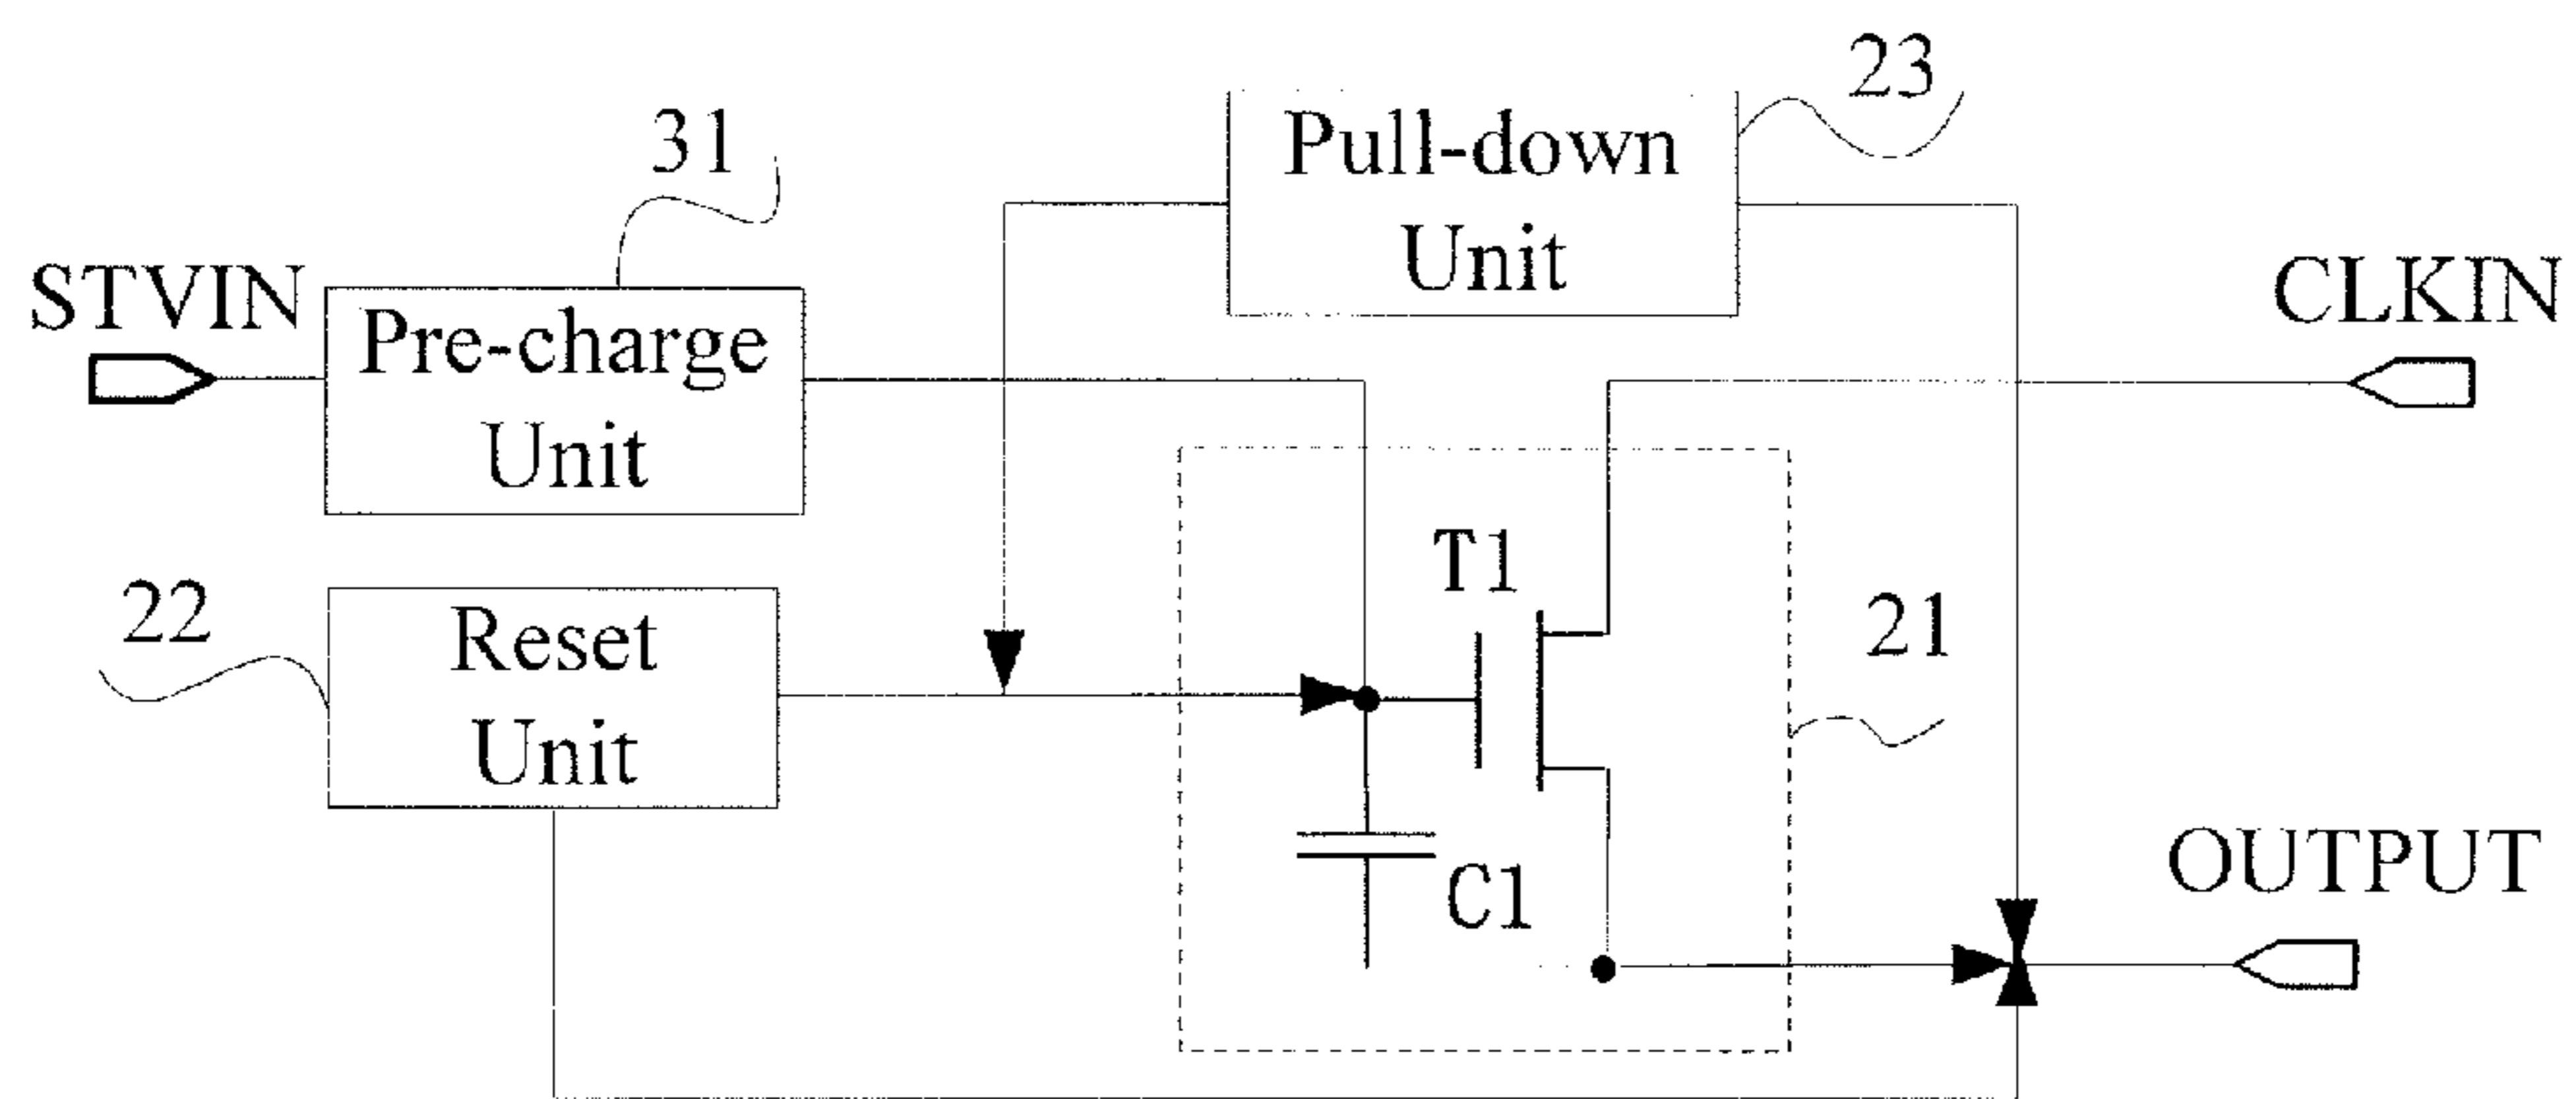 23
31
Pull-down
Unit
STVIN
CLKIN
Pre-charge
Unit
T1
22
Reset
Unit
21
C1
OUTPUT